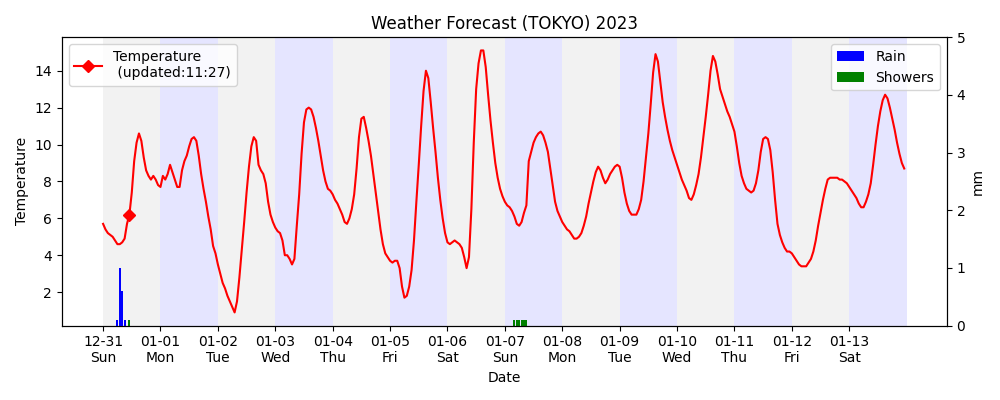 Weather Forecast (TOKYO) 2023
Temperature
(updated:11:27)
Rain
Showers
Temperature
14
12
10
8
6
4
2
5
4
3
2
1
0
mm
12-31 01-01 01-02 01-03 01-04 01-05 01-06 01-07 01-08 01-09 01-10 01-11 01-12 01-13
Sun Mon Tue Wed Thu Fri Sat Sun Mon Tue Wed Thu Fri Sat
Date